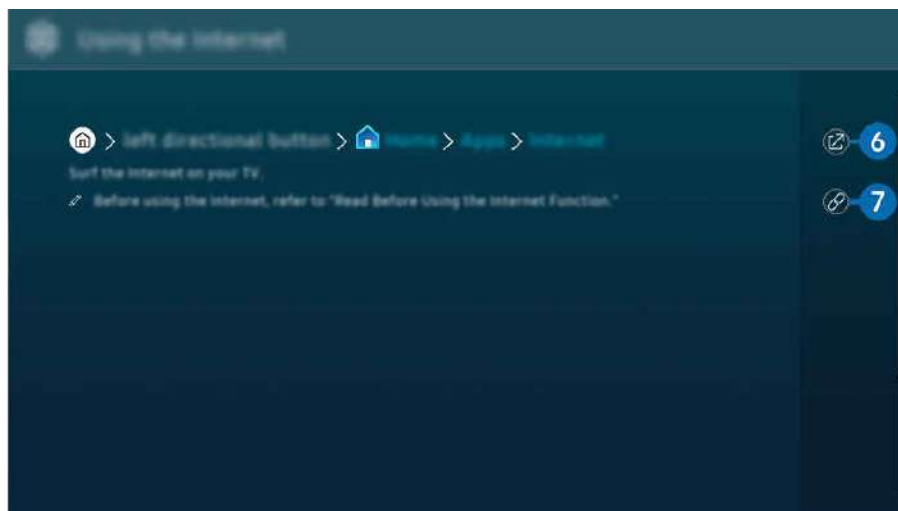 Using the Internet
> left directional button > Home > Apps > Internet
Surf the Internet on your TV.
Before using the Internet, refer to "Read Before Using the Internet Function."
6
7